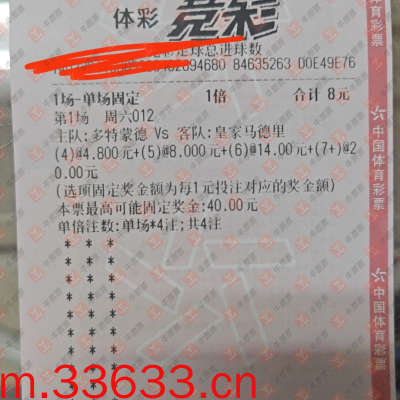 体彩 竞彩
足球总进球数
84635263 D0E49E76
1场-单场固定 1倍 合计 8元
第1场 周六012
主队:多特蒙德 Vs 客队:皇家马德里
(4)@4.800元+(5)@8.000元+(6)@14.00元+(7+)@2
0.00元
(选项固定奖金额为每1元投注对应的奖金额)
本票最高可能固定奖金:40.00元
单倍注数:单场*4注;共4注
* * *
* * *
* * *
* * *
* * *
* * *
* * *
* * *
* * *
中国体育彩票
中国体育彩票
m.33633.cn